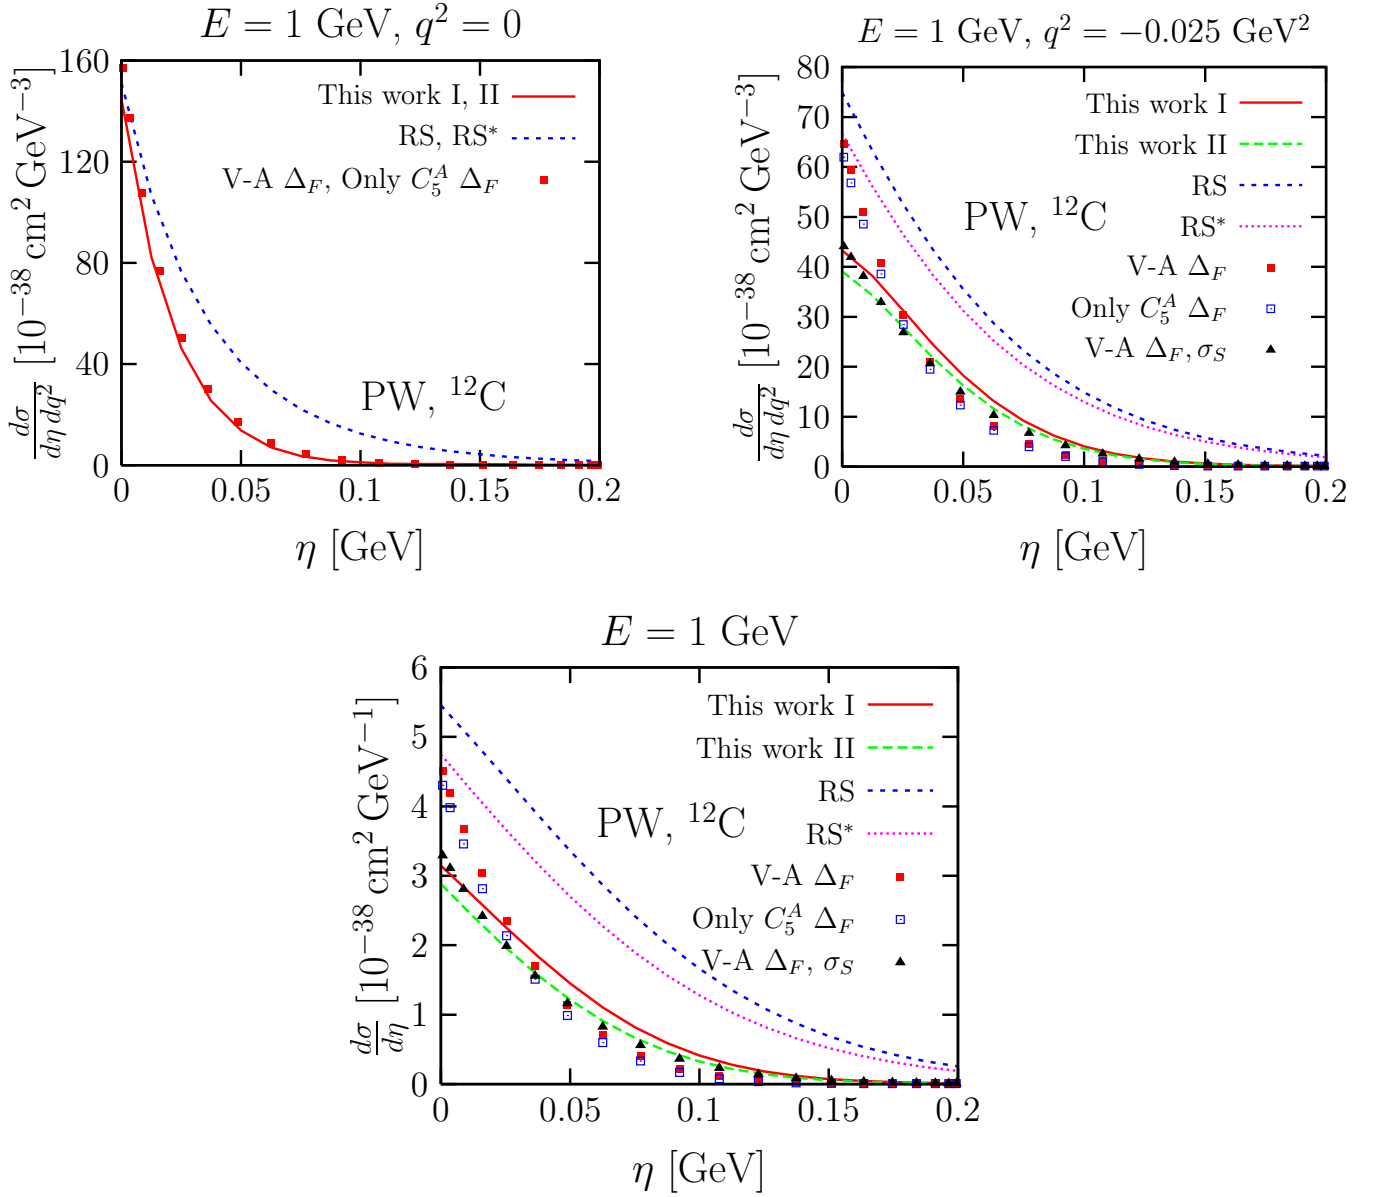 E = 1 GeV, q² = 0
160
120
80
40
0
0 0.05 0.1 0.15 0.2
dσ/dη dq² [10⁻³⁸ cm² GeV⁻³]
This work I, II
RS, RS*
V-A Δ_F, Only C₅ᴬ Δ_F
PW, ¹²C
η [GeV]
E = 1 GeV, q² = −0.025 GeV²
80
70
60
50
40
30
20
10
0
0 0.05 0.1 0.15 0.2
dσ/dη dq² [10⁻³⁸ cm² GeV⁻³]
This work I
This work II
RS
RS*
V-A Δ_F
Only C₅ᴬ Δ_F
V-A Δ_F, σ_S
PW, ¹²C
η [GeV]
E = 1 GeV
6
5
4
3
2
1
0
0 0.05 0.1 0.15 0.2
dσ/dη [10⁻³⁸ cm² GeV⁻¹]
This work I
This work II
RS
RS*
V-A Δ_F
Only C₅ᴬ Δ_F
V-A Δ_F, σ_S
PW, ¹²C
η [GeV]